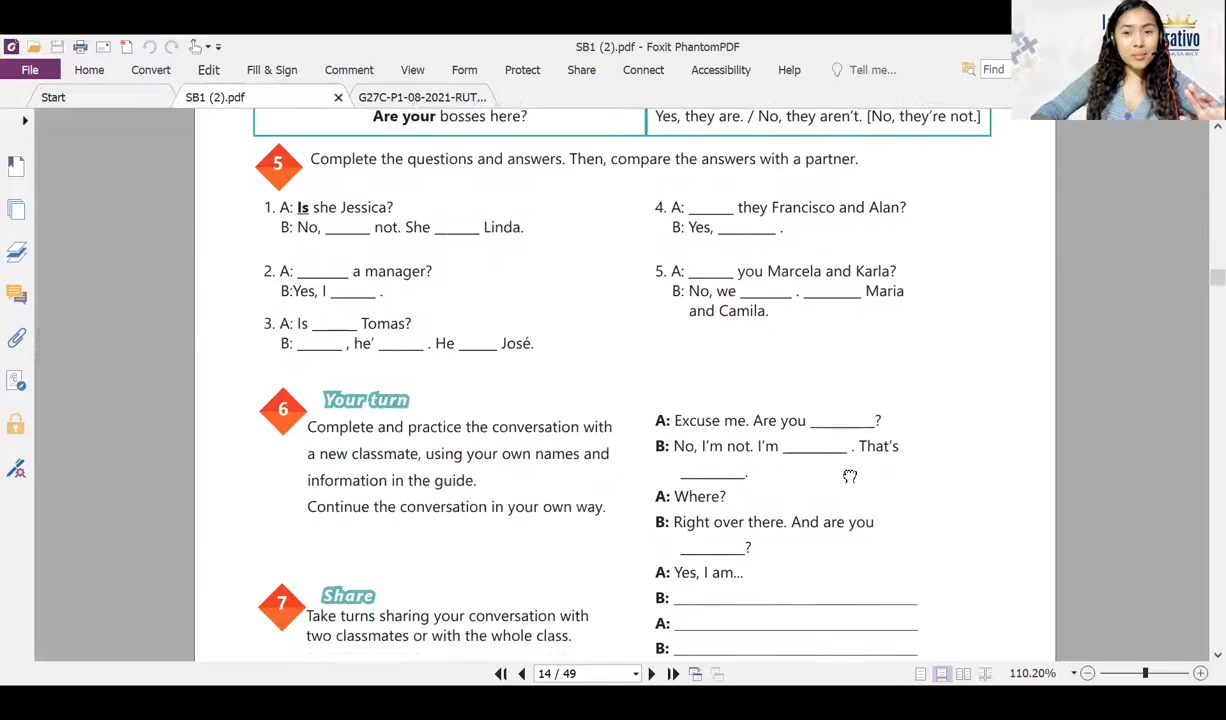 SB1 (2).pdf - Foxit PhantomPDF
File Home Convert Edit Fill & Sign Comment View Form Protect Share Connect Accessibility Help Tell me... Find
Start SB1 (2).pdf G27C-P1-08-2021-RUT...
Are your bosses here? Yes, they are. / No, they aren't. [No, they're not.]
5 Complete the questions and answers. Then, compare the answers with a partner.
1. A: Is she Jessica?
B: No, ______ not. She ______ Linda.
2. A: _______ a manager?
B:Yes, I ______ .
3. A: Is ______ Tomas?
B: ______ , he' ______ . He _____ José.
4. A: ______ they Francisco and Alan?
B: Yes, ________ .
5. A: ______ you Marcela and Karla?
B: No, we _______ . ________ Maria
and Camila.
6 Your turn
Complete and practice the conversation with
a new classmate, using your own names and
information in the guide.
Continue the conversation in your own way.
A: Excuse me. Are you _________?
B: No, I'm not. I'm _________ . That's
_________.
A: Where?
B: Right over there. And are you
_________?
A: Yes, I am...
B: __________________________________
A: __________________________________
B: __________________________________
7 Share
Take turns sharing your conversation with
two classmates or with the whole class.
14 / 49 110.20%